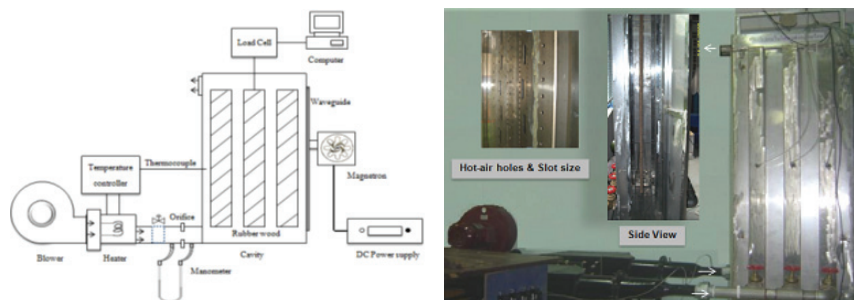 Load Cell
Computer
Waveguide
Temperature
controller
Thermocouple
Magnetron
Orifice
Rubber wood
Blower
Heater
Cavity
DC Power supply
Manometer
Hot-air holes & Slot size
Side View